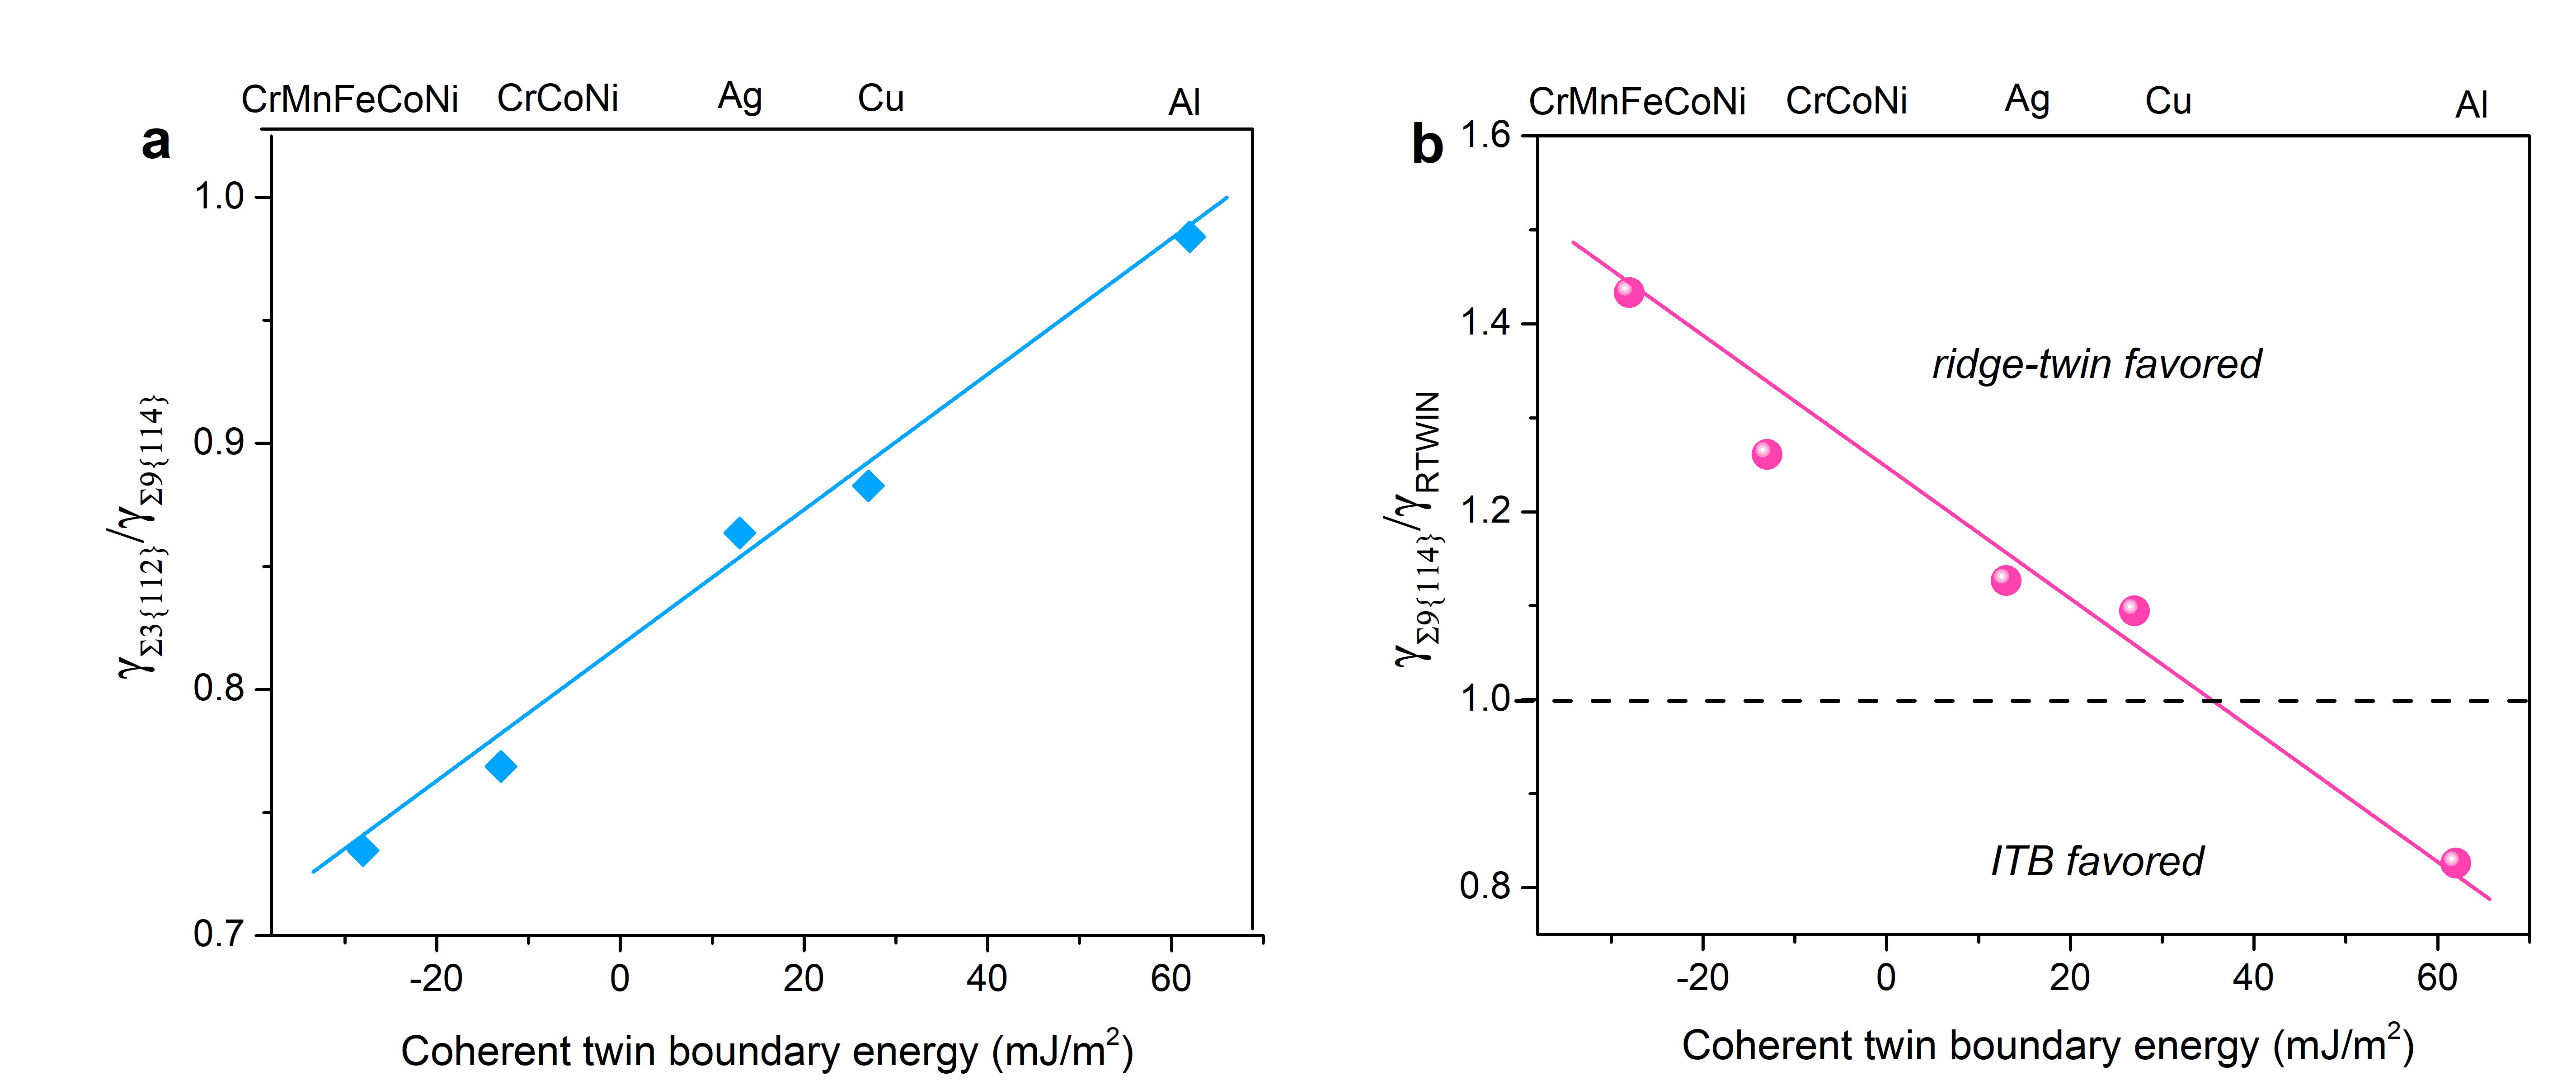 CrMnFeCoNi CrCoNi Ag Cu Al
a
1.0
0.9
0.8
0.7
γΣ3{112}/γΣ9{114}
-20 0 20 40 60
Coherent twin boundary energy (mJ/m²)
CrMnFeCoNi CrCoNi Ag Cu Al
b
1.6
1.4
1.2
1.0
0.8
γΣ9{114}/γRTWIN
ridge-twin favored
ITB favored
-20 0 20 40 60
Coherent twin boundary energy (mJ/m²)